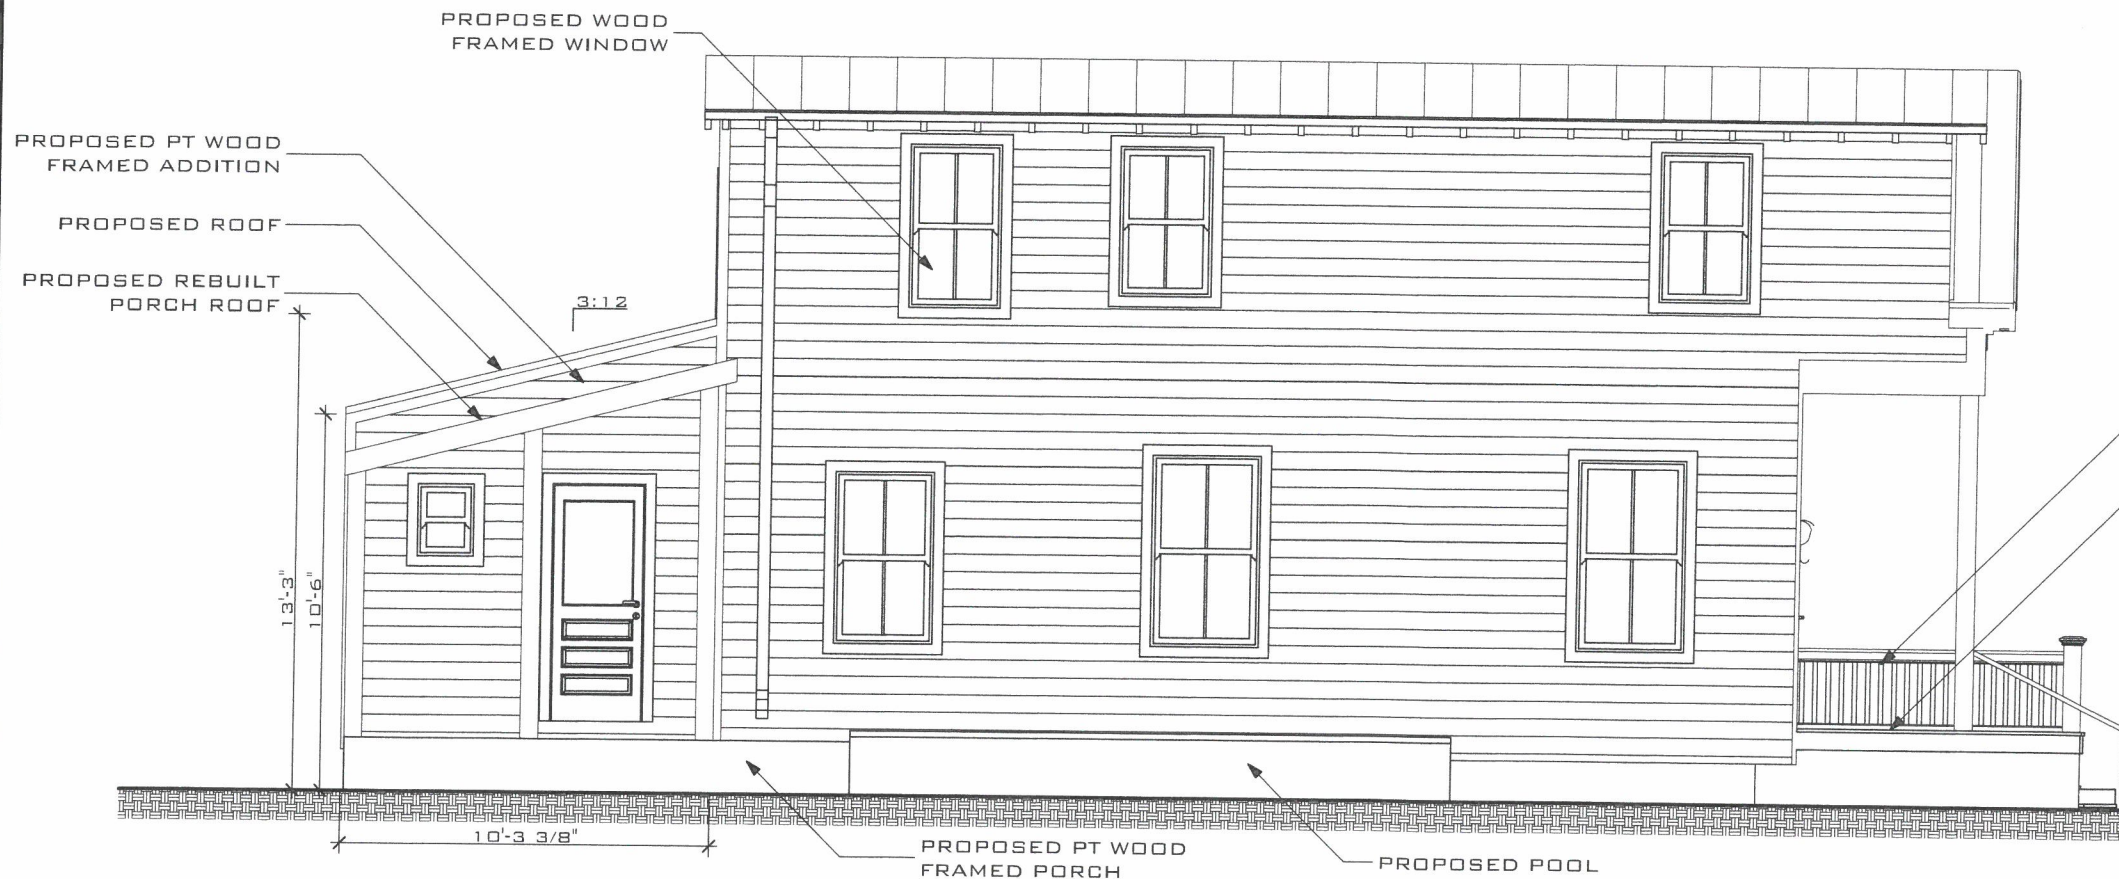 PROPOSED WOOD
FRAMED WINDOW
PROPOSED PT WOOD
FRAMED ADDITION
PROPOSED ROOF
PROPOSED REBUILT
PORCH ROOF
3:12
13'-3"
10'-6"
10'-3 3/8"
PROPOSED PT WOOD
FRAMED PORCH
PROPOSED POOL